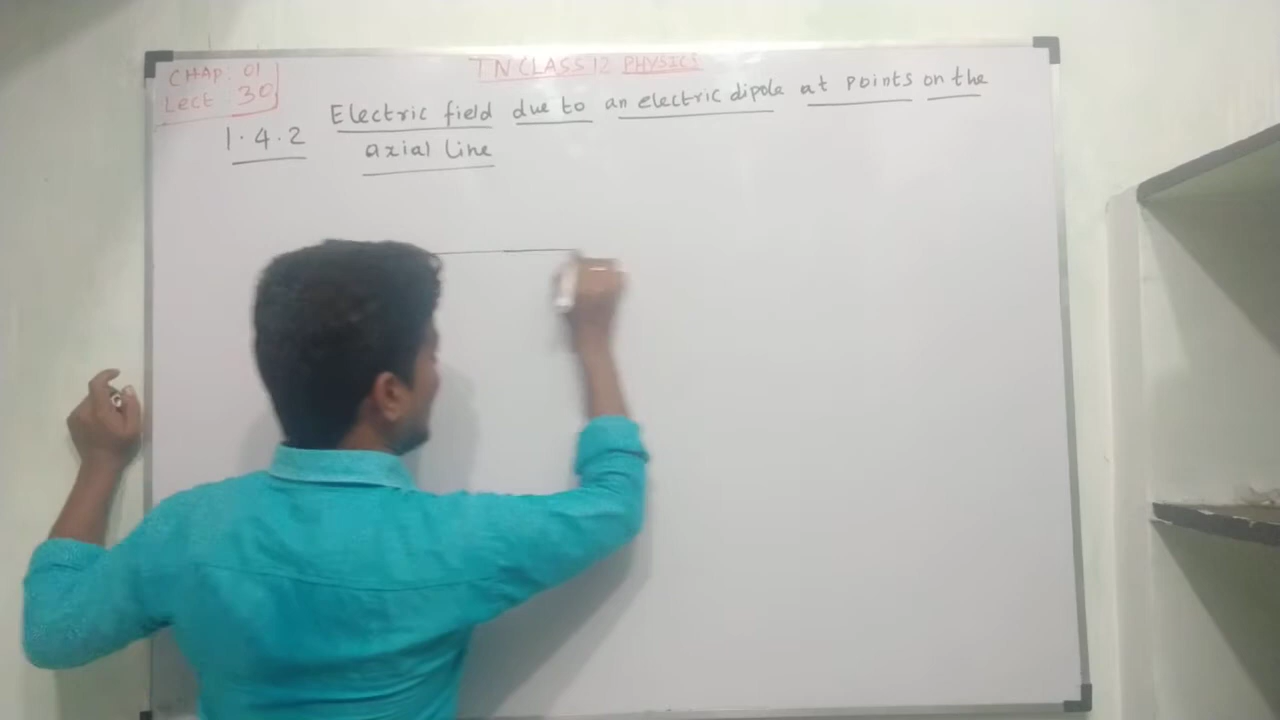 CHAP: 01
Lect: 30
TN CLASS 12 PHYSICS
1.4.2 Electric field due to an electric dipole at points on the
axial line